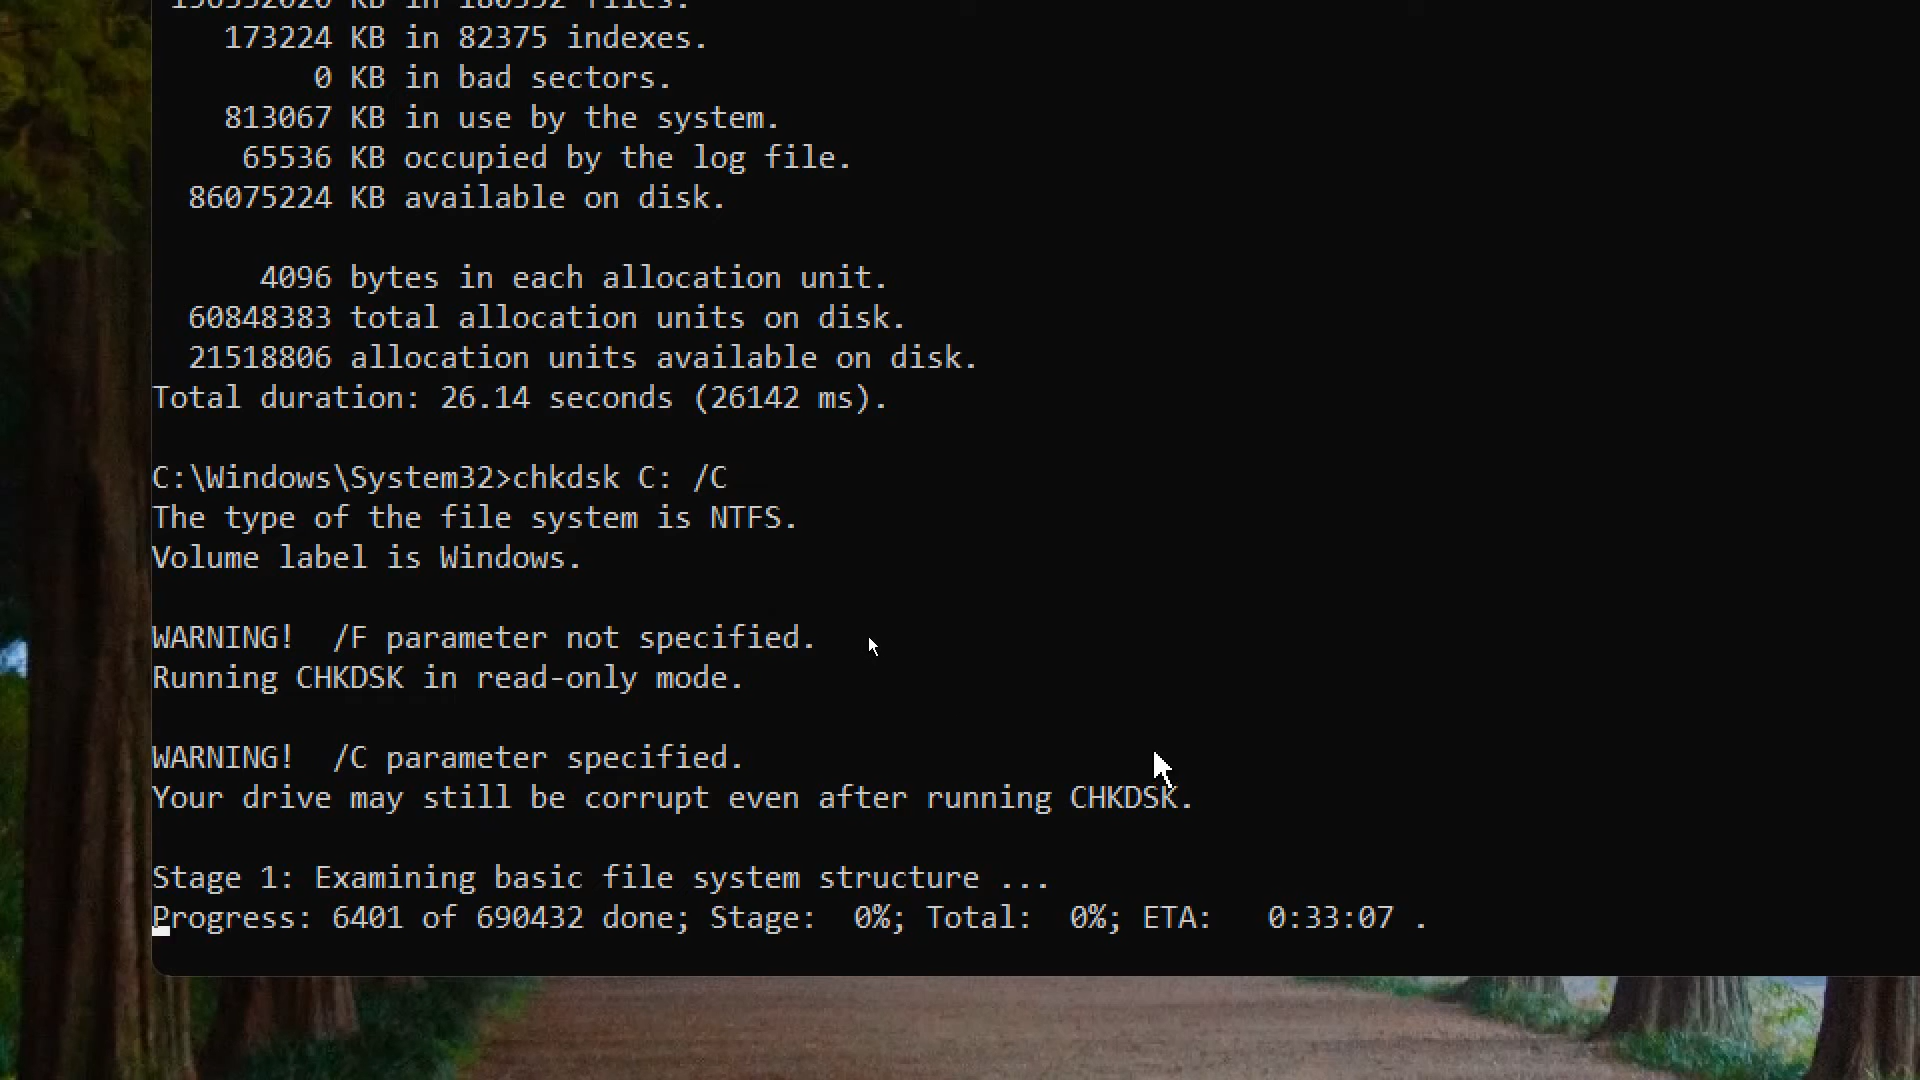 KB in files.
173224 KB in 82375 indexes.
0 KB in bad sectors.
813067 KB in use by the system.
65536 KB occupied by the log file.
86075224 KB available on disk.
4096 bytes in each allocation unit.
60848383 total allocation units on disk.
21518806 allocation units available on disk.
Total duration: 26.14 seconds (26142 ms).
C:\Windows\System32>chkdsk C: /C
The type of the file system is NTFS.
Volume label is Windows.
WARNING!  /F parameter not specified.
Running CHKDSK in read-only mode.
WARNING!  /C parameter specified.
Your drive may still be corrupt even after running CHKDSK.
Stage 1: Examining basic file system structure ...
Progress: 6401 of 690432 done; Stage:  0%; Total:  0%; ETA:   0:33:07 .